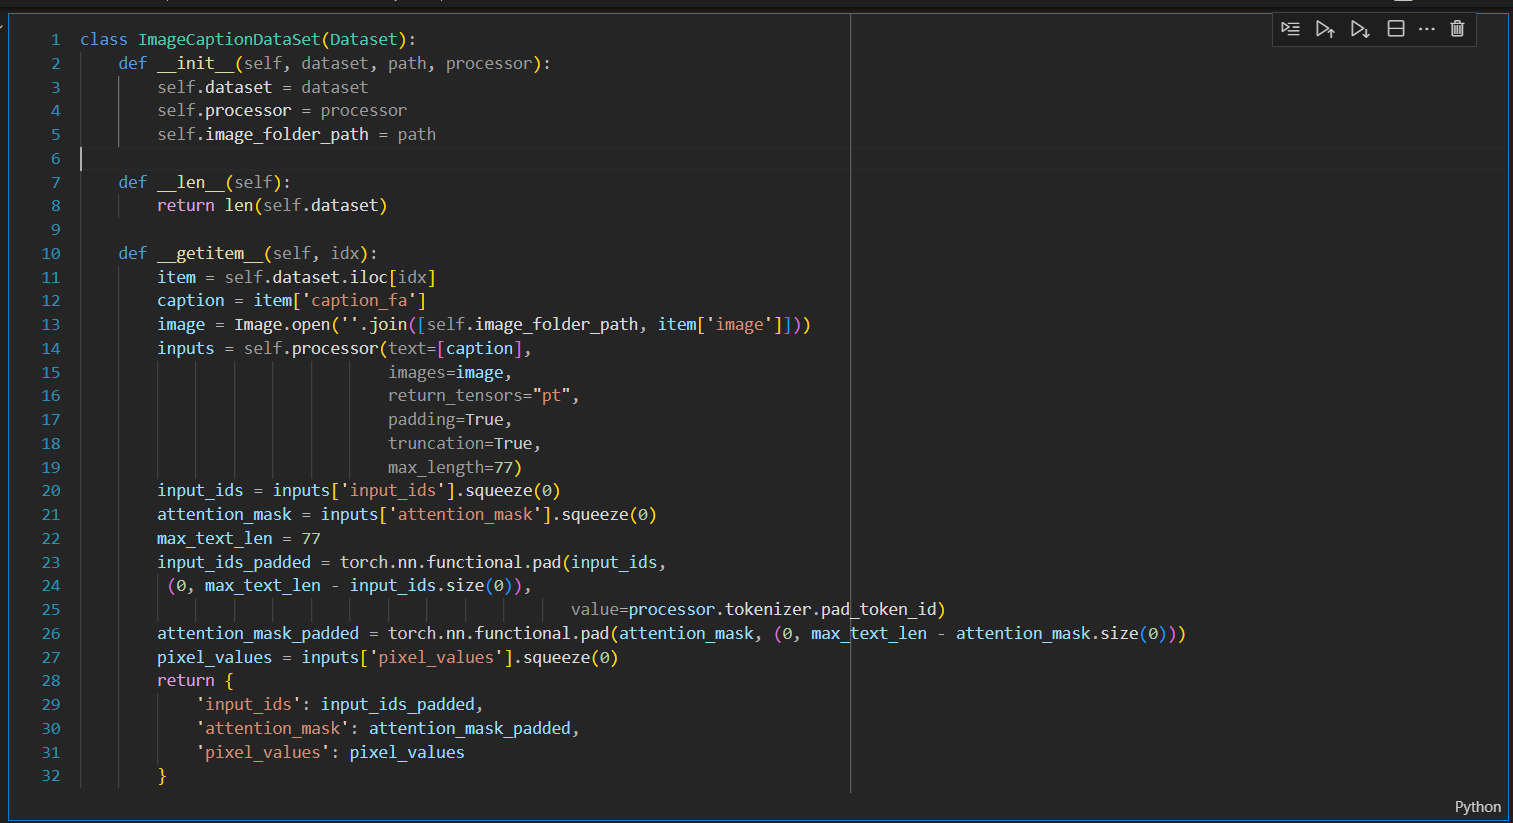 1 class ImageCaptionDataSet(Dataset):
2     def __init__(self, dataset, path, processor):
3         self.dataset = dataset
4         self.processor = processor
5         self.image_folder_path = path
6
7     def __len__(self):
8         return len(self.dataset)
9
10     def __getitem__(self, idx):
11         item = self.dataset.iloc[idx]
12         caption = item['caption_fa']
13         image = Image.open(''.join([self.image_folder_path, item['image']]))
14         inputs = self.processor(text=[caption],
15                                 images=image,
16                                 return_tensors="pt",
17                                 padding=True,
18                                 truncation=True,
19                                 max_length=77)
20         input_ids = inputs['input_ids'].squeeze(0)
21         attention_mask = inputs['attention_mask'].squeeze(0)
22         max_text_len = 77
23         input_ids_padded = torch.nn.functional.pad(input_ids,
24          (0, max_text_len - input_ids.size(0)),
25                                                    value=processor.tokenizer.pad_token_id)
26         attention_mask_padded = torch.nn.functional.pad(attention_mask, (0, max_text_len - attention_mask.size(0)))
27         pixel_values = inputs['pixel_values'].squeeze(0)
28         return {
29             'input_ids': input_ids_padded,
30             'attention_mask': attention_mask_padded,
31             'pixel_values': pixel_values
32         }
Python